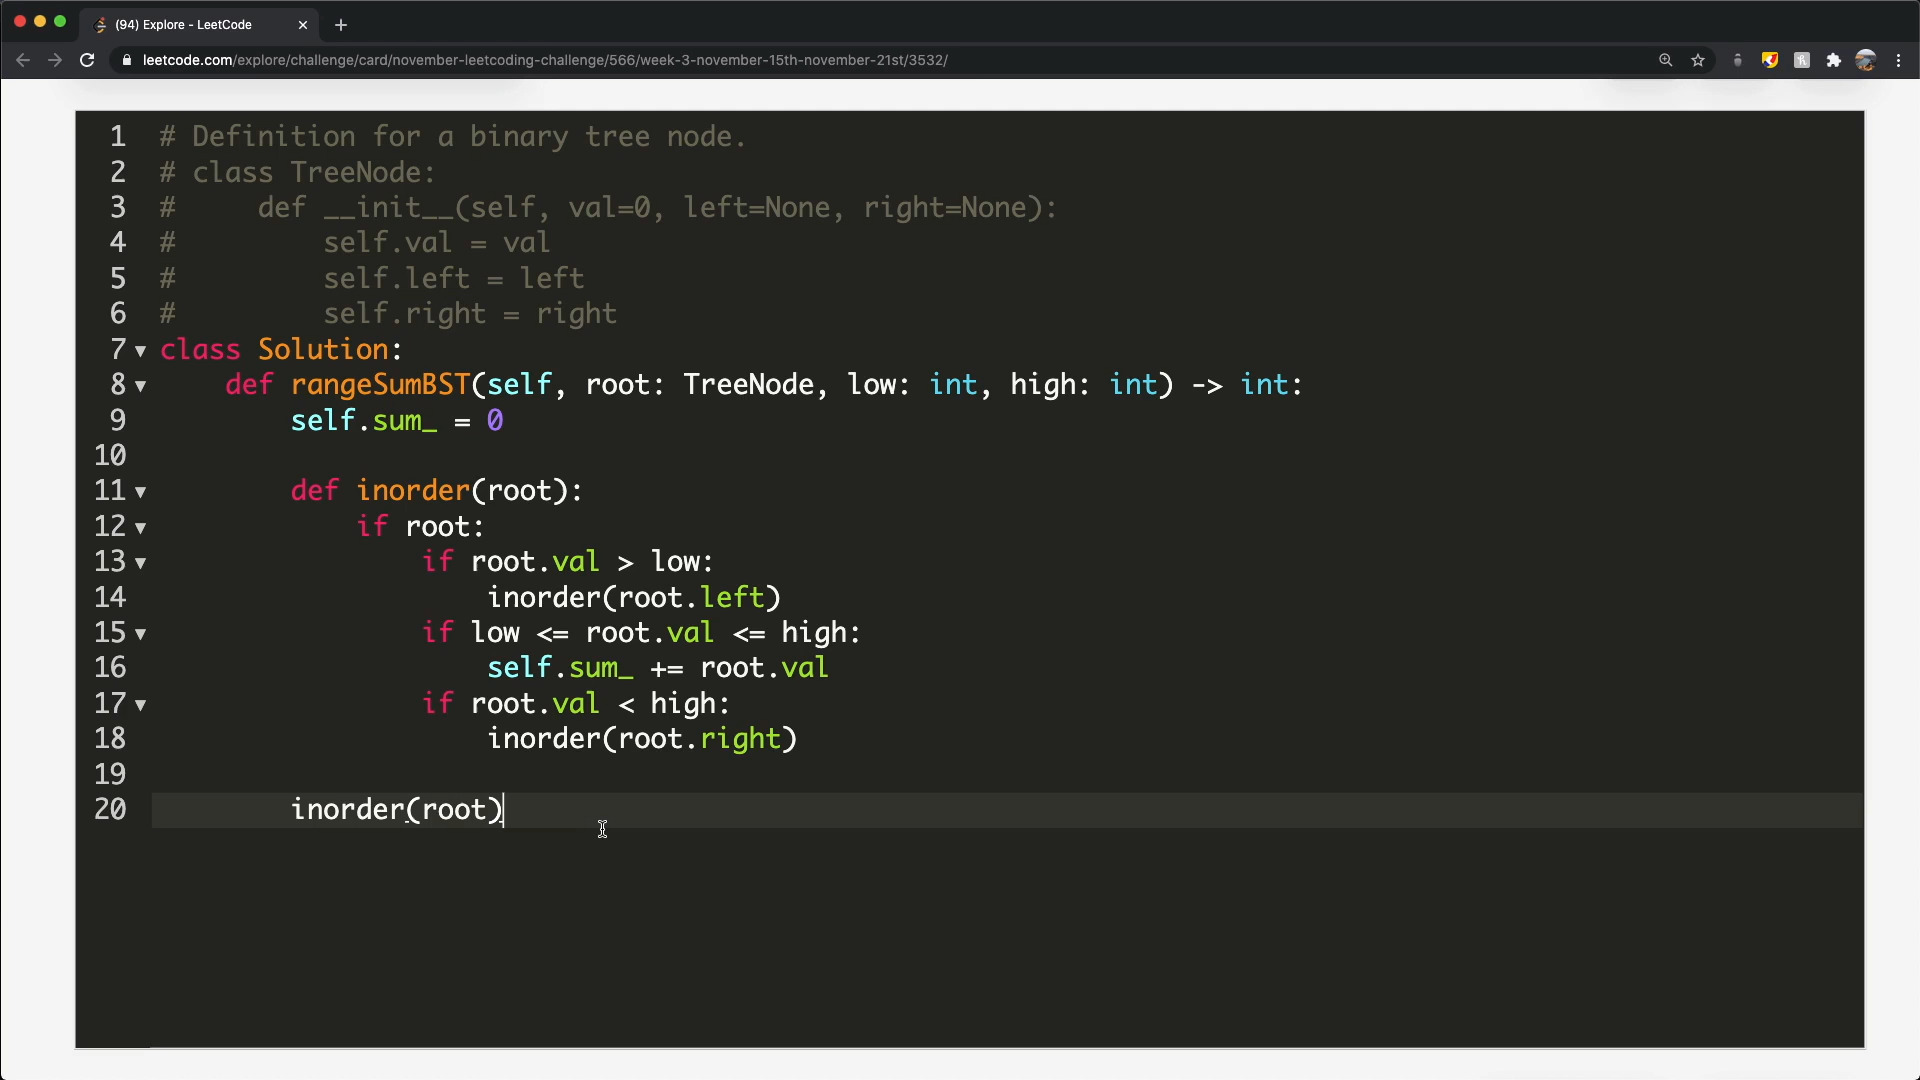 (94) Explore - LeetCode
leetcode.com/explore/challenge/card/november-leetcoding-challenge/566/week-3-november-15th-november-21st/3532/
1 # Definition for a binary tree node.
2 # class TreeNode:
3 #     def __init__(self, val=0, left=None, right=None):
4 #         self.val = val
5 #         self.left = left
6 #         self.right = right
7 class Solution:
8     def rangeSumBST(self, root: TreeNode, low: int, high: int) -> int:
9         self.sum_ = 0
10
11         def inorder(root):
12             if root:
13                 if root.val > low:
14                     inorder(root.left)
15                 if low <= root.val <= high:
16                     self.sum_ += root.val
17                 if root.val < high:
18                     inorder(root.right)
19
20         inorder(root)